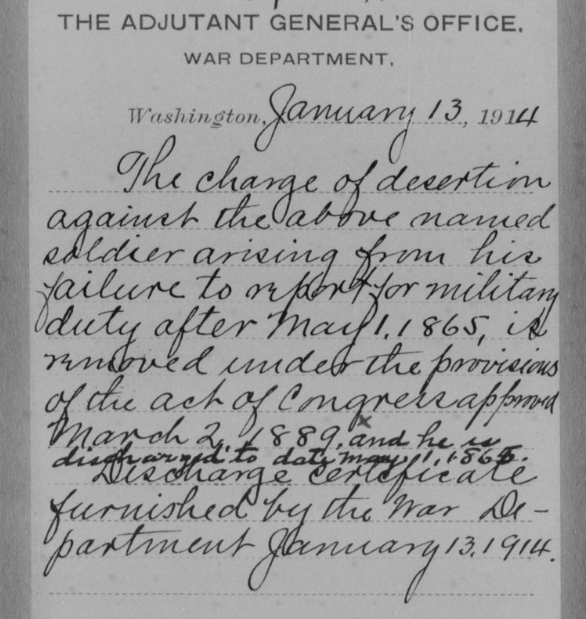 THE ADJUTANT GENERAL'S OFFICE,
WAR DEPARTMENT,
Washington, January 13, 1914
The charge of desertion
against the above named
soldier arising from his
failure to report for military
duty after May 1, 1865, is
removed under the provisions
of the act of Congress approved
March 2, 1889, and he is
discharged to date May 11, 1865.
Discharge certificate
furnished by the War De-
partment January 13, 1914.